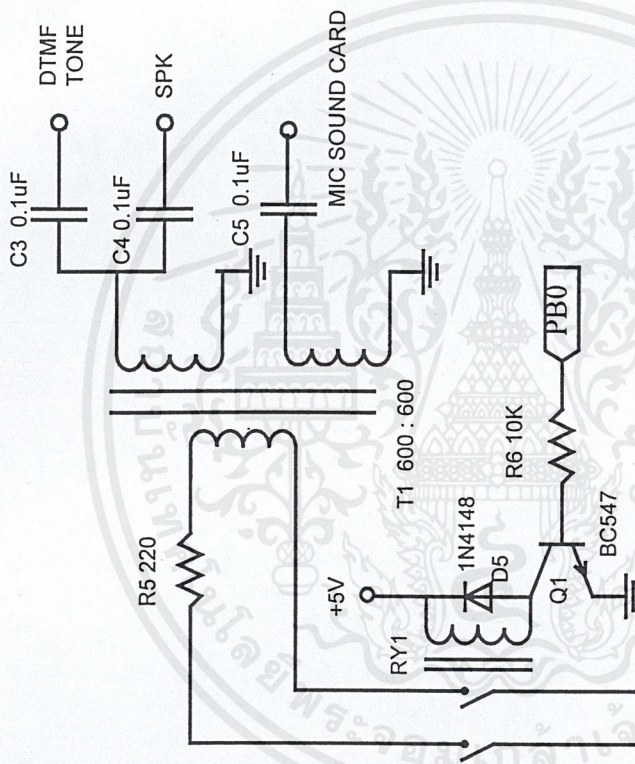 DTMF
TONE
C3 0.1uF
SPK
C4 0.1uF
C5 0.1uF
MIC SOUND CARD
R5 220
T1 600 : 600
+5V
1N4148
D5
RY1
R6 10K
PB0
Q1
BC547